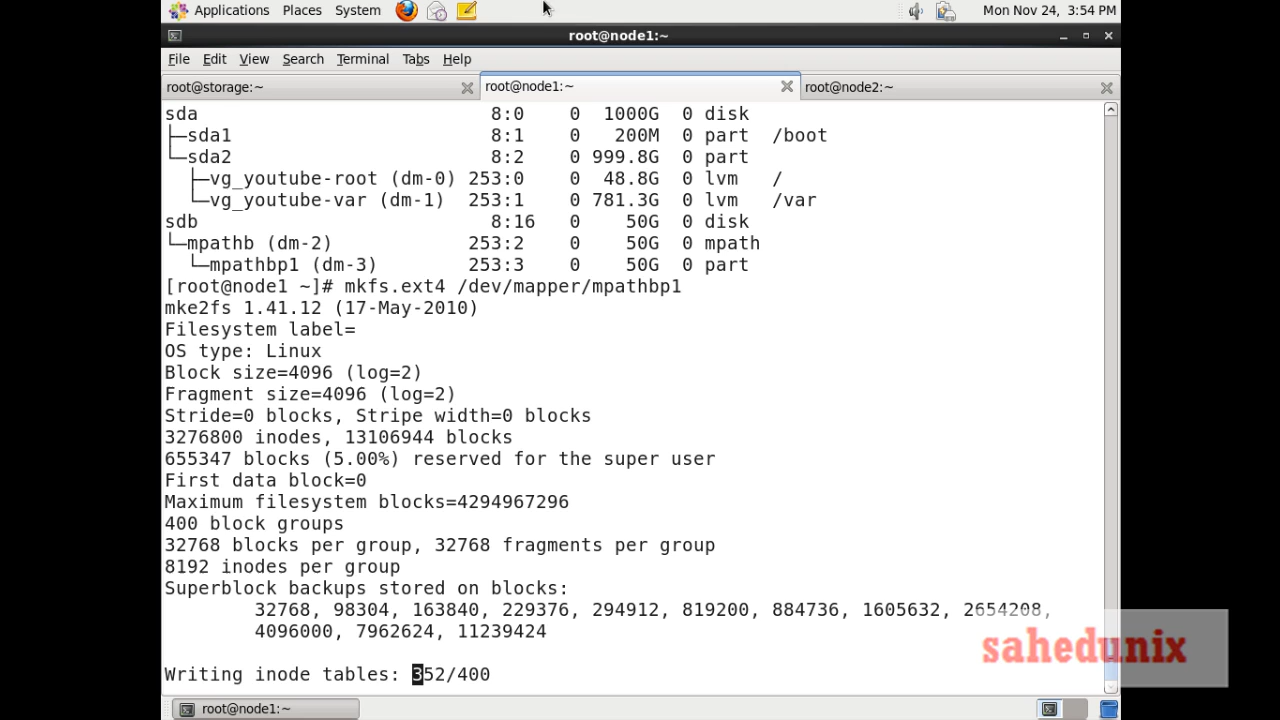 Applications Places System Mon Nov 24, 3:54 PM
root@node1:~
File Edit View Search Terminal Tabs Help
root@storage:~ root@node1:~ root@node2:~
sda 8:0 0 1000G 0 disk
├─sda1 8:1 0 200M 0 part /boot
└─sda2 8:2 0 999.8G 0 part
├─vg_youtube-root (dm-0) 253:0 0 48.8G 0 lvm /
└─vg_youtube-var (dm-1) 253:1 0 781.3G 0 lvm /var
sdb 8:16 0 50G 0 disk
└─mpathb (dm-2) 253:2 0 50G 0 mpath
└─mpathbp1 (dm-3) 253:3 0 50G 0 part
[root@node1 ~]# mkfs.ext4 /dev/mapper/mpathbp1
mke2fs 1.41.12 (17-May-2010)
Filesystem label=
OS type: Linux
Block size=4096 (log=2)
Fragment size=4096 (log=2)
Stride=0 blocks, Stripe width=0 blocks
3276800 inodes, 13106944 blocks
655347 blocks (5.00%) reserved for the super user
First data block=0
Maximum filesystem blocks=4294967296
400 block groups
32768 blocks per group, 32768 fragments per group
8192 inodes per group
Superblock backups stored on blocks:
32768, 98304, 163840, 229376, 294912, 819200, 884736, 1605632, 2654208,
4096000, 7962624, 11239424
Writing inode tables: 352/400
sahedunix
root@node1:~